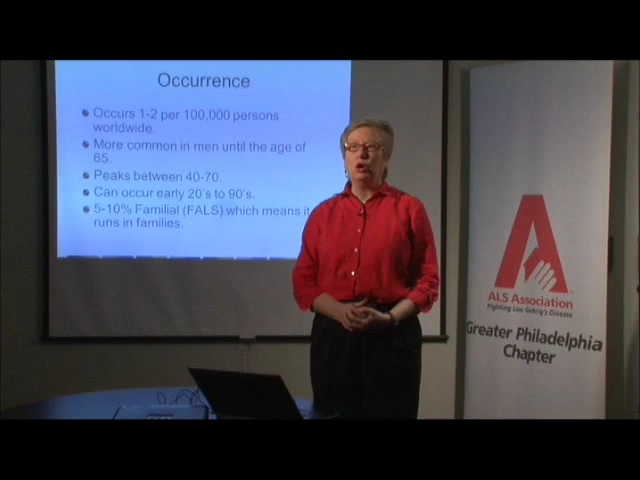 Occurrence
Occurs 1-2 per 100,000 persons
worldwide.
More common in men until the age of
65.
Peaks between 40-70.
Can occur early 20's to 90's.
5-10% Familial (FALS) which means it
runs in families.
ALS Association
Fighting Lou Gehrig's Disease
Greater Philadelphia
Chapter